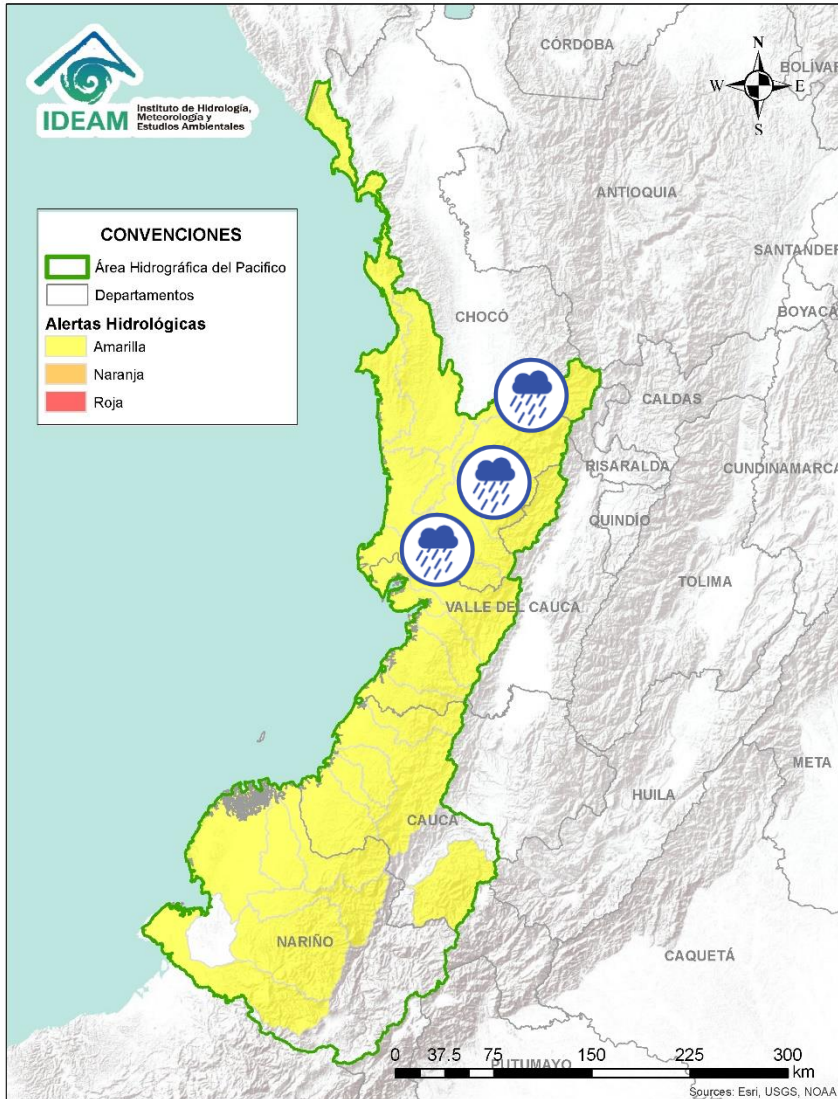 IDEAM
Instituto de Hidrología,
Meteorología y
Estudios Ambientales
N
W
E
S
CÓRDOBA
BOLÍVAR
ANTIOQUIA
SANTANDER
BOYACÁ
CHOCÓ
CALDAS
RISARALDA
CUNDINAMARCA
QUINDÍO
TOLIMA
VALLE DEL CAUCA
META
HUILA
CAUCA
NARIÑO
CAQUETÁ
PUTUMAYO
CONVENCIONES
Área Hidrográfica del Pacifico
Departamentos
Alertas Hidrológicas
Amarilla
Naranja
Roja
0 37.5 75 150 225 300
km
Sources: Esri, USGS, NOAA